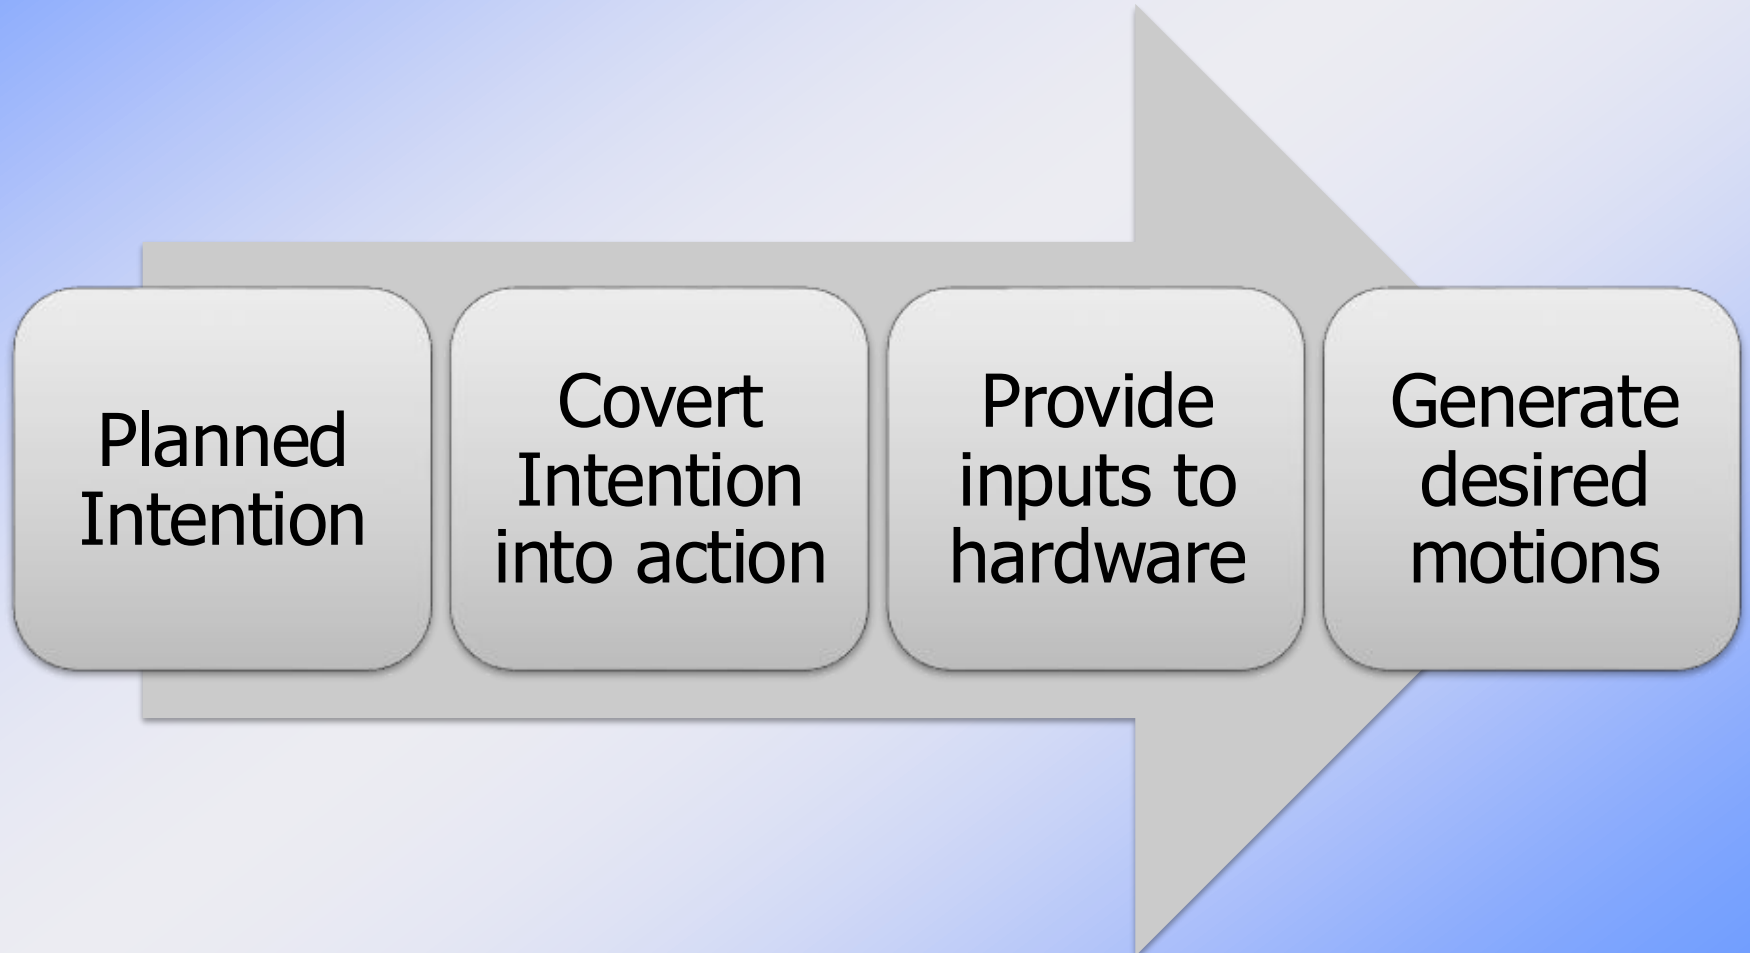 Planned
Intention
Covert
Intention
into action
Provide
inputs to
hardware
Generate
desired
motions